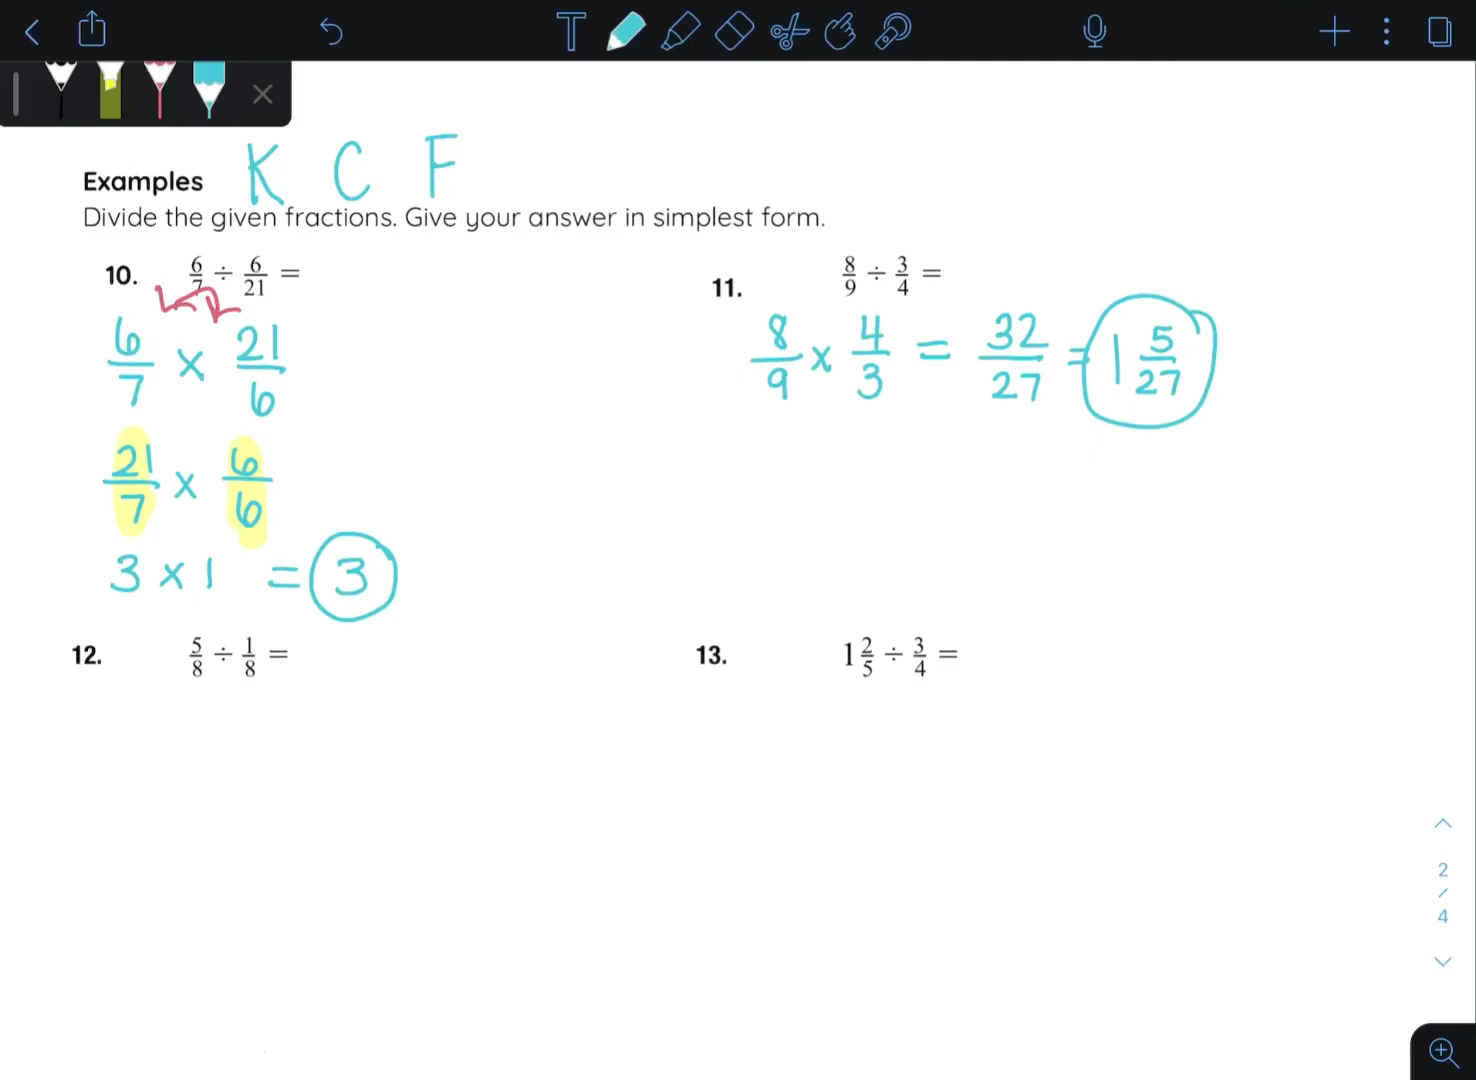 K C F
Examples
Divide the given fractions. Give your answer in simplest form.
10. 6/7 ÷ 6/21 =
6/7 × 21/6
21/7 × 6/6
3 × 1 = 3
11. 8/9 ÷ 3/4 =
8/9 × 4/3 = 32/27 = 1 5/27
12. 5/8 ÷ 1/8 =
13. 1 2/5 ÷ 3/4 =
2
/
4